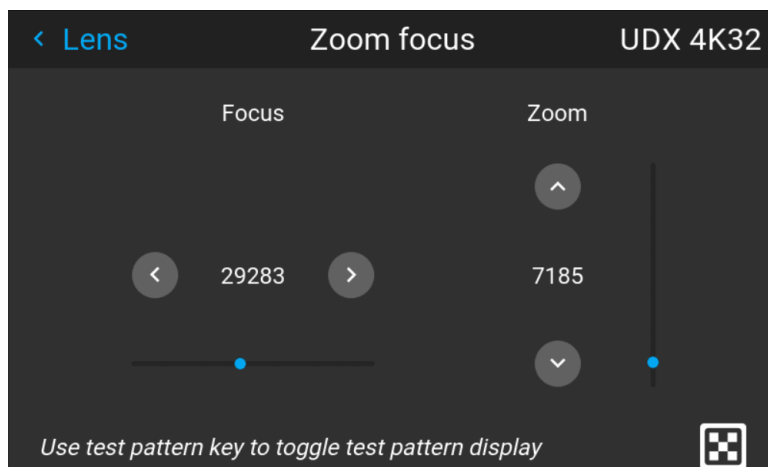 Lens Zoom focus UDX 4K32
Focus Zoom
29283 7185
Use test pattern key to toggle test pattern display